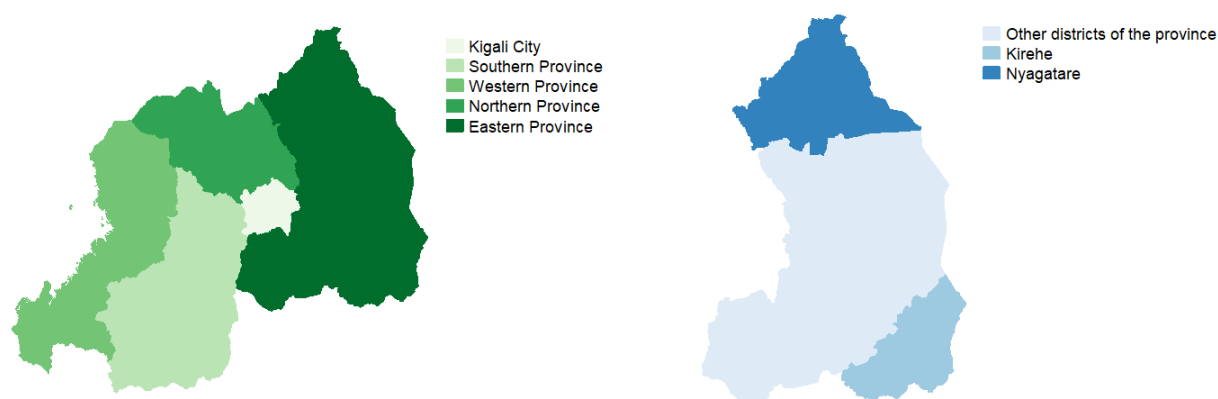 Kigali City
Southern Province
Western Province
Northern Province
Eastern Province
Other districts of the province
Kirehe
Nyagatare